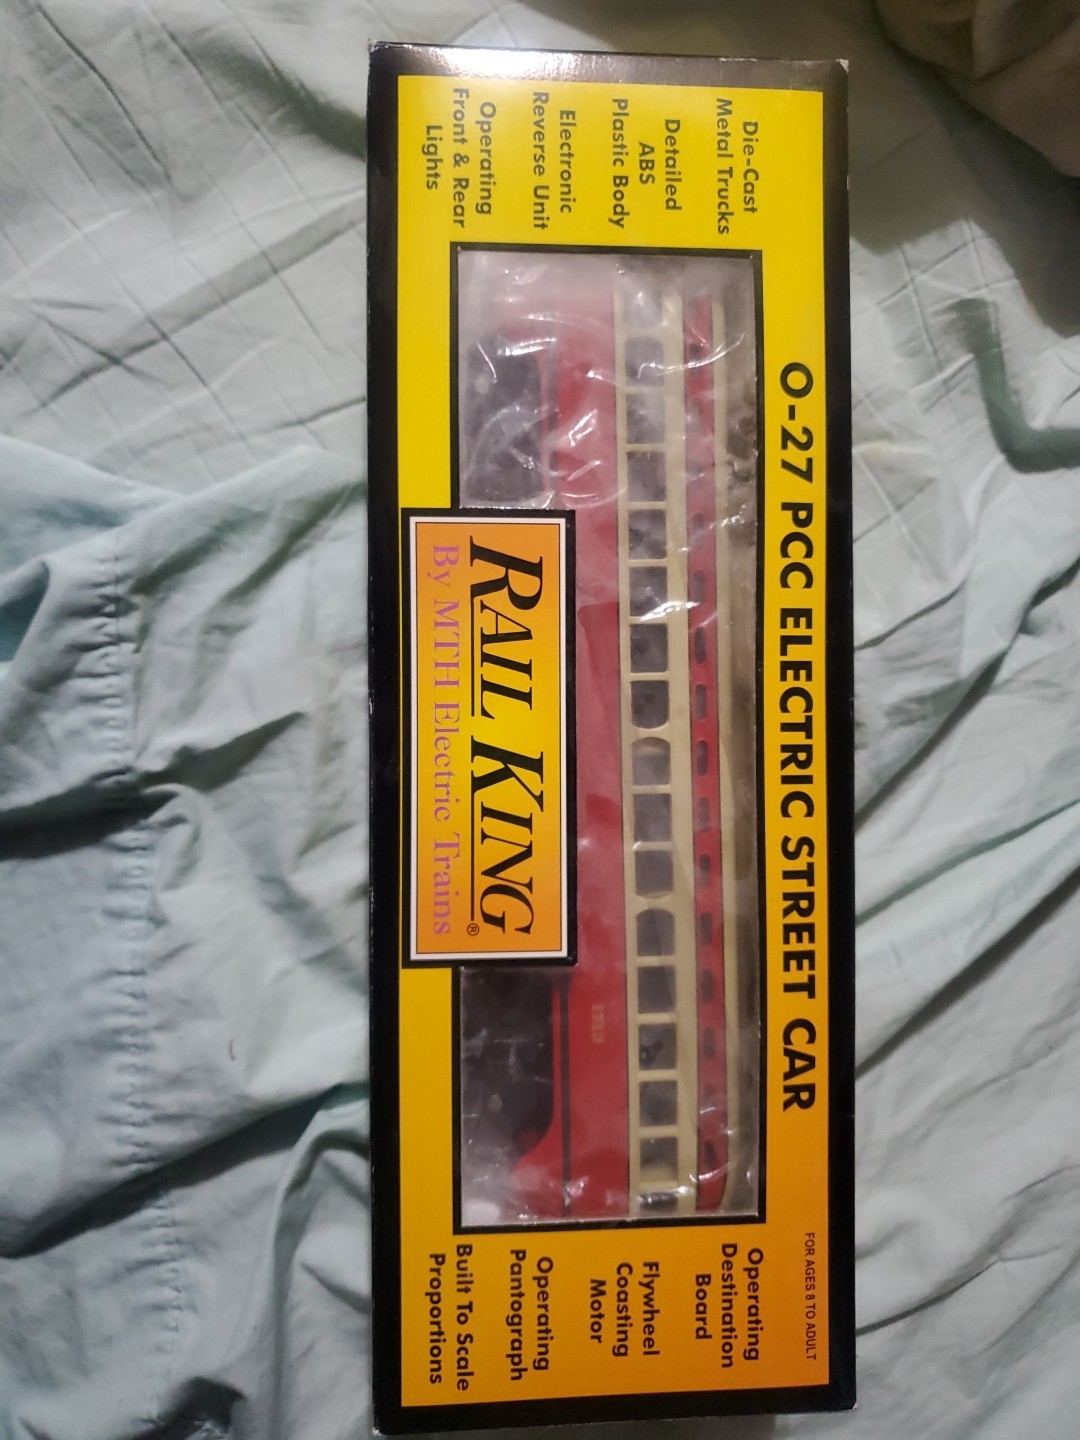 O-27 PCC ELECTRIC STREET CAR
FOR AGES 8 TO ADULT
Die-Cast
Metal Trucks
Detailed
ABS
Plastic Body
Electronic
Reverse Unit
Operating
Front & Rear
Lights
Operating
Destination
Board
Flywheel
Coasting
Motor
Operating
Pantograph
Built To Scale
Proportions
RAIL KING®
By MTH Electric Trains